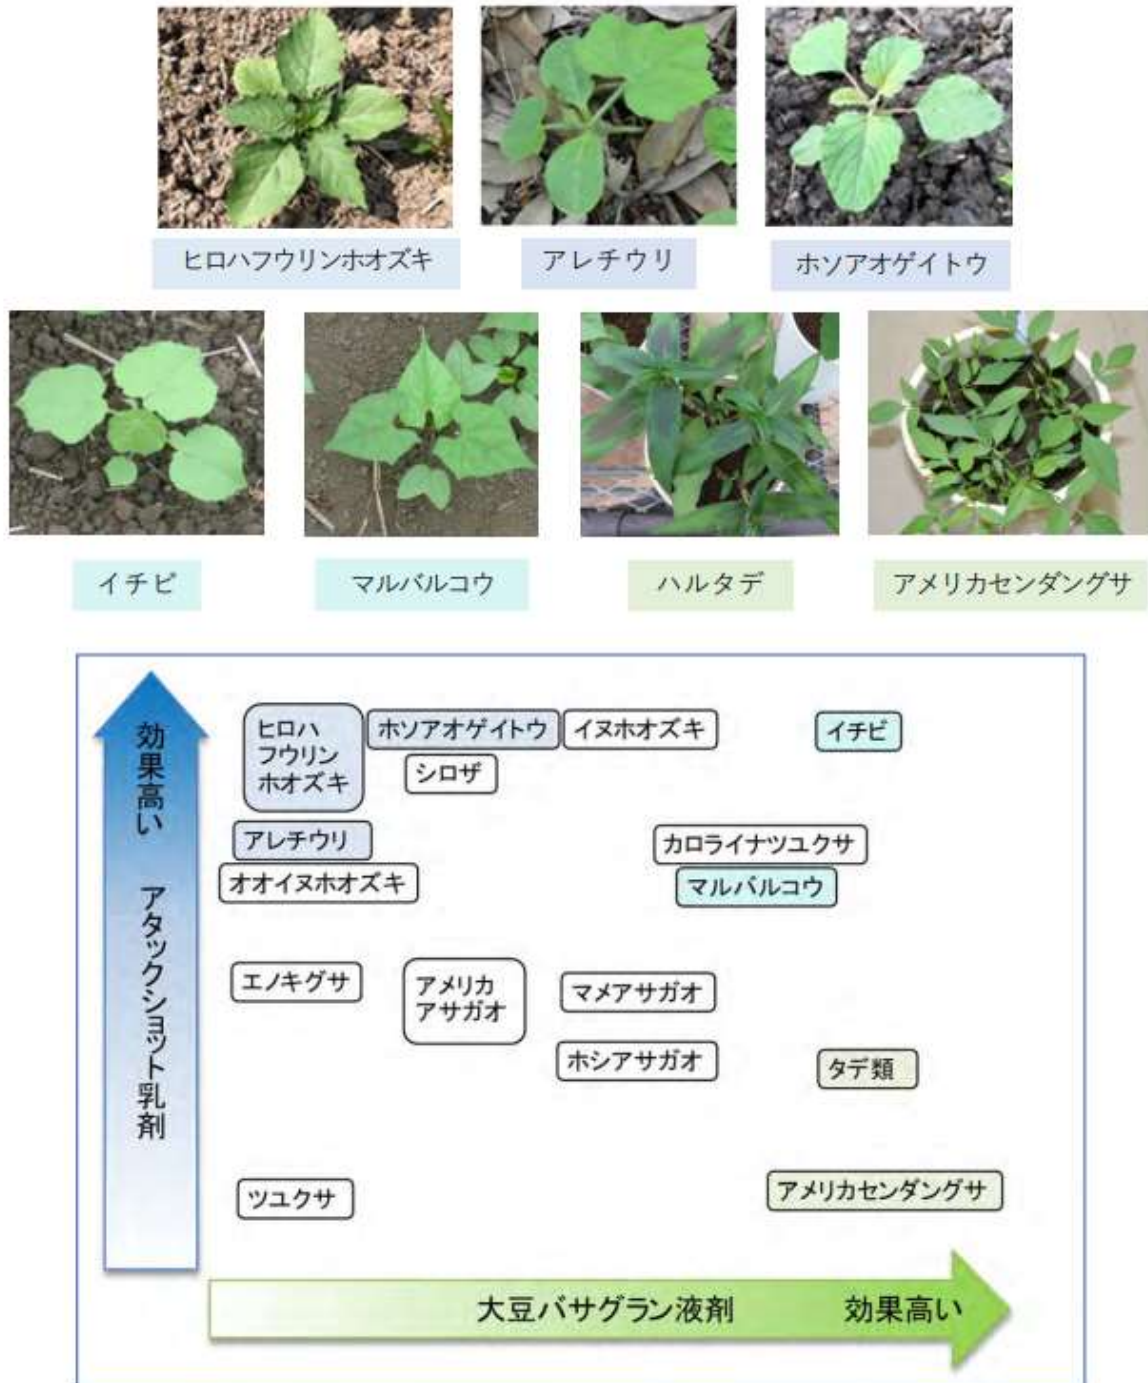 ヒロハフウリンホオズキ
アレチウリ
ホソアオゲイトウ
イチビ
マルバルコウ
ハルタデ
アメリカセンダングサ
効果高い アタックショット乳剤
ヒロハ
フウリン
ホオズキ
ホソアオゲイトウ
イヌホオズキ
イチビ
シロザ
アレチウリ
カロライナツユクサ
オオイヌホオズキ
マルバルコウ
エノキグサ
アメリカ
アサガオ
マメアサガオ
ホシアサガオ
タデ類
ツユクサ
アメリカセンダングサ
大豆バサグラン液剤 効果高い